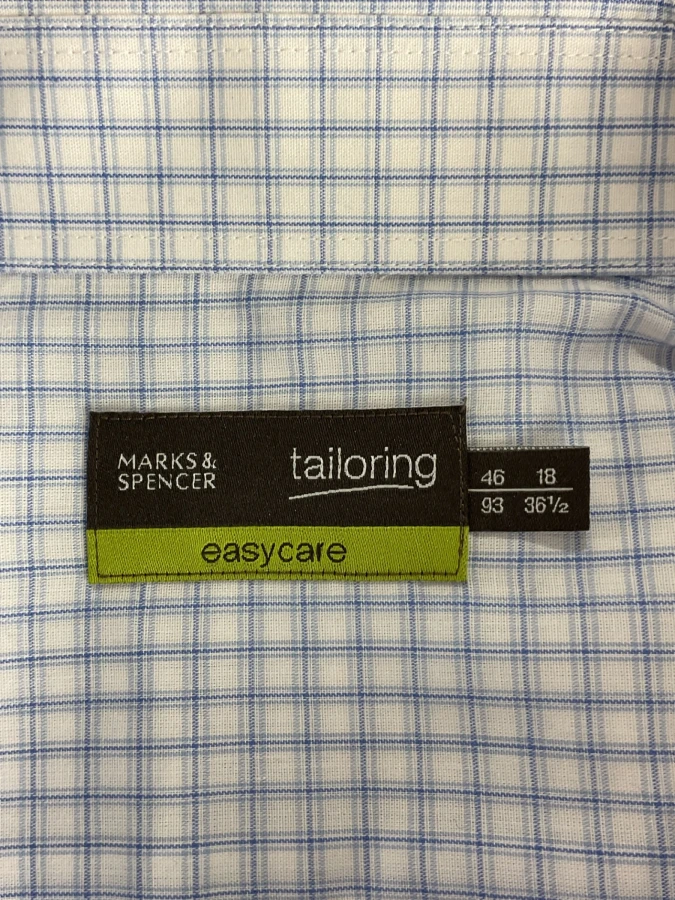 MARKS &
SPENCER
tailoring
easycare
46 18
93 36½